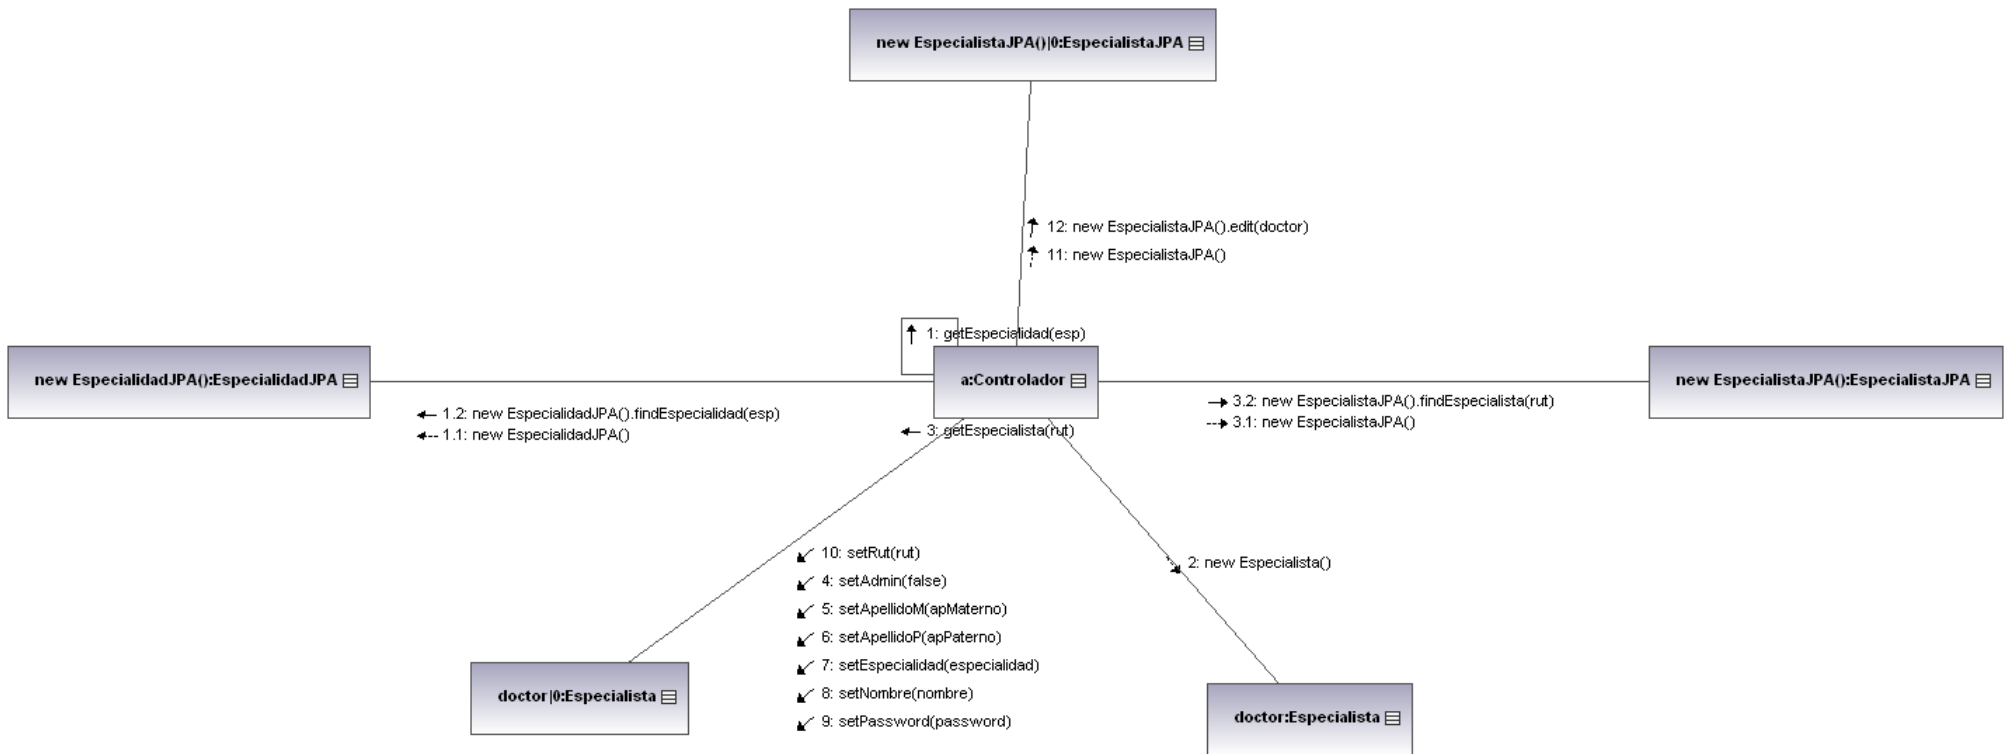 new EspecialistaJPA()|0:EspecialistaJPA
12: new EspecialistaJPA().edit(doctor)
11: new EspecialistaJPA()
1: getEspecialidad(esp)
new EspecialidadJPA():EspecialidadJPA
a:Controlador
new EspecialistaJPA():EspecialistaJPA
1.2: new EspecialidadJPA().findEspecialidad(esp)
1.1: new EspecialidadJPA()
3: getEspecialista(rut)
3.2: new EspecialistaJPA().findEspecialista(rut)
3.1: new EspecialistaJPA()
10: setRut(rut)
4: setAdmin(false)
5: setApellidoM(apMaterno)
6: setApellidoP(apPaterno)
7: setEspecialidad(especialidad)
8: setNombre(nombre)
9: setPassword(password)
2: new Especialista()
doctor|0:Especialista
doctor:Especialista